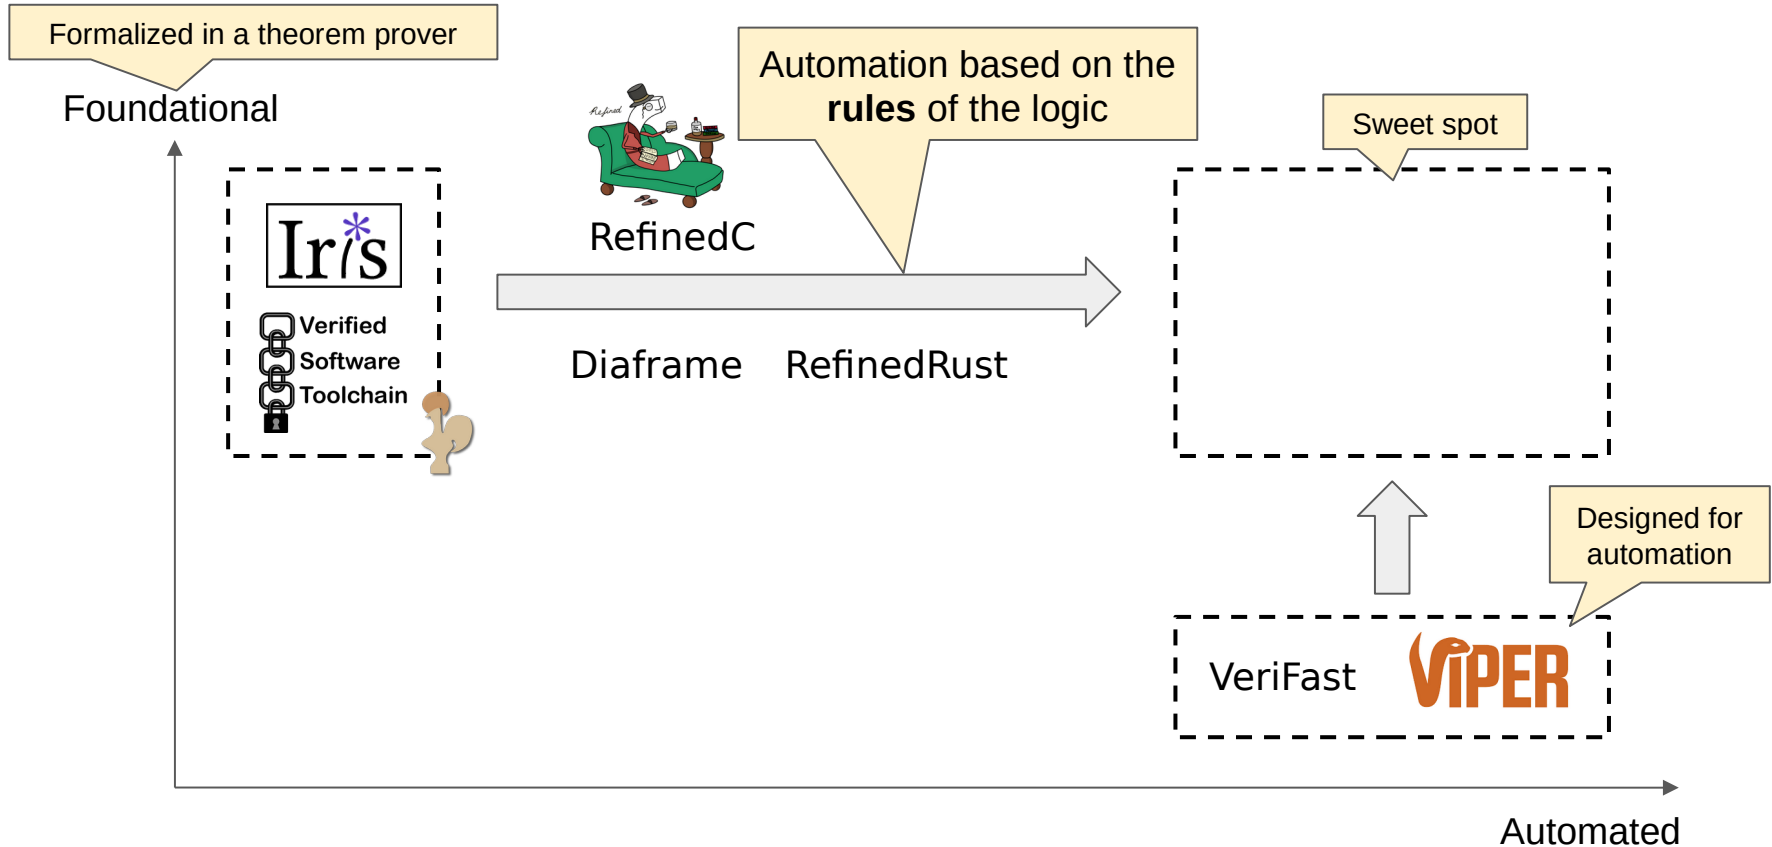 Formalized in a theorem prover
Foundational
Refined
Automation based on the
rules of the logic
Sweet spot
Iris
RefinedC
Verified
Software
Toolchain
Diaframe
RefinedRust
Designed for
automation
VeriFast
VIPER
Automated